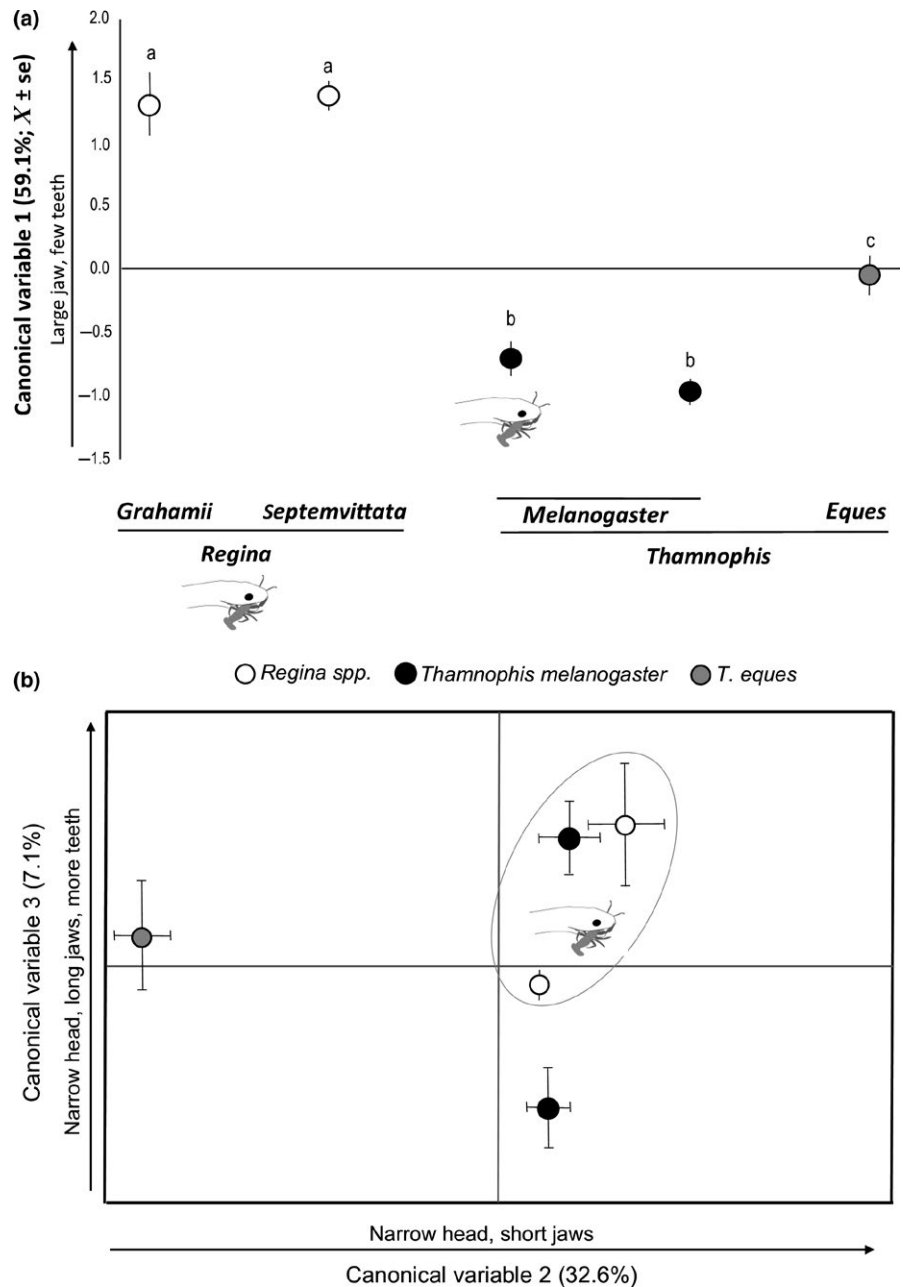 (a)
Canonical variable 1 (59.1%; X ± se)
Large jaw, few teeth
2.0
1.5
1.0
0.5
0.0
–0.5
–1.0
–1.5
a
a
b
b
c
Grahamii Septemvittata Melanogaster Eques
Regina Thamnophis
Regina spp. Thamnophis melanogaster T. eques
(b)
Canonical variable 3 (7.1%)
Narrow head, long jaws, more teeth
Narrow head, short jaws
Canonical variable 2 (32.6%)